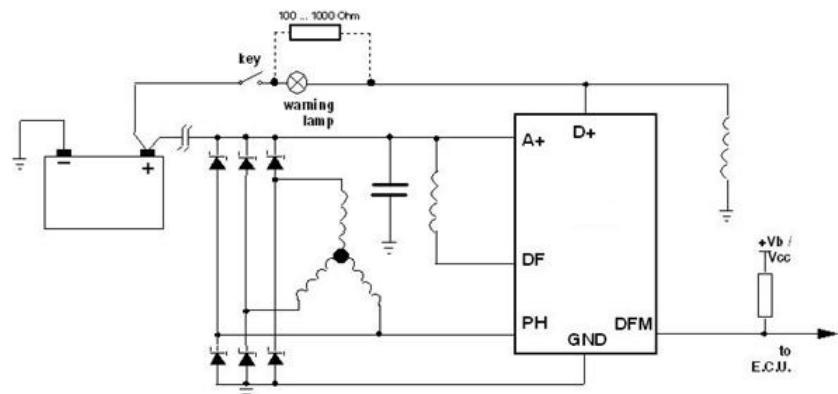 100 ... 1000 Ohm
key
warning
lamp
– +
A+
D+
DF
PH
GND
DFM
+Vb /
Vcc
to
E.C.U.